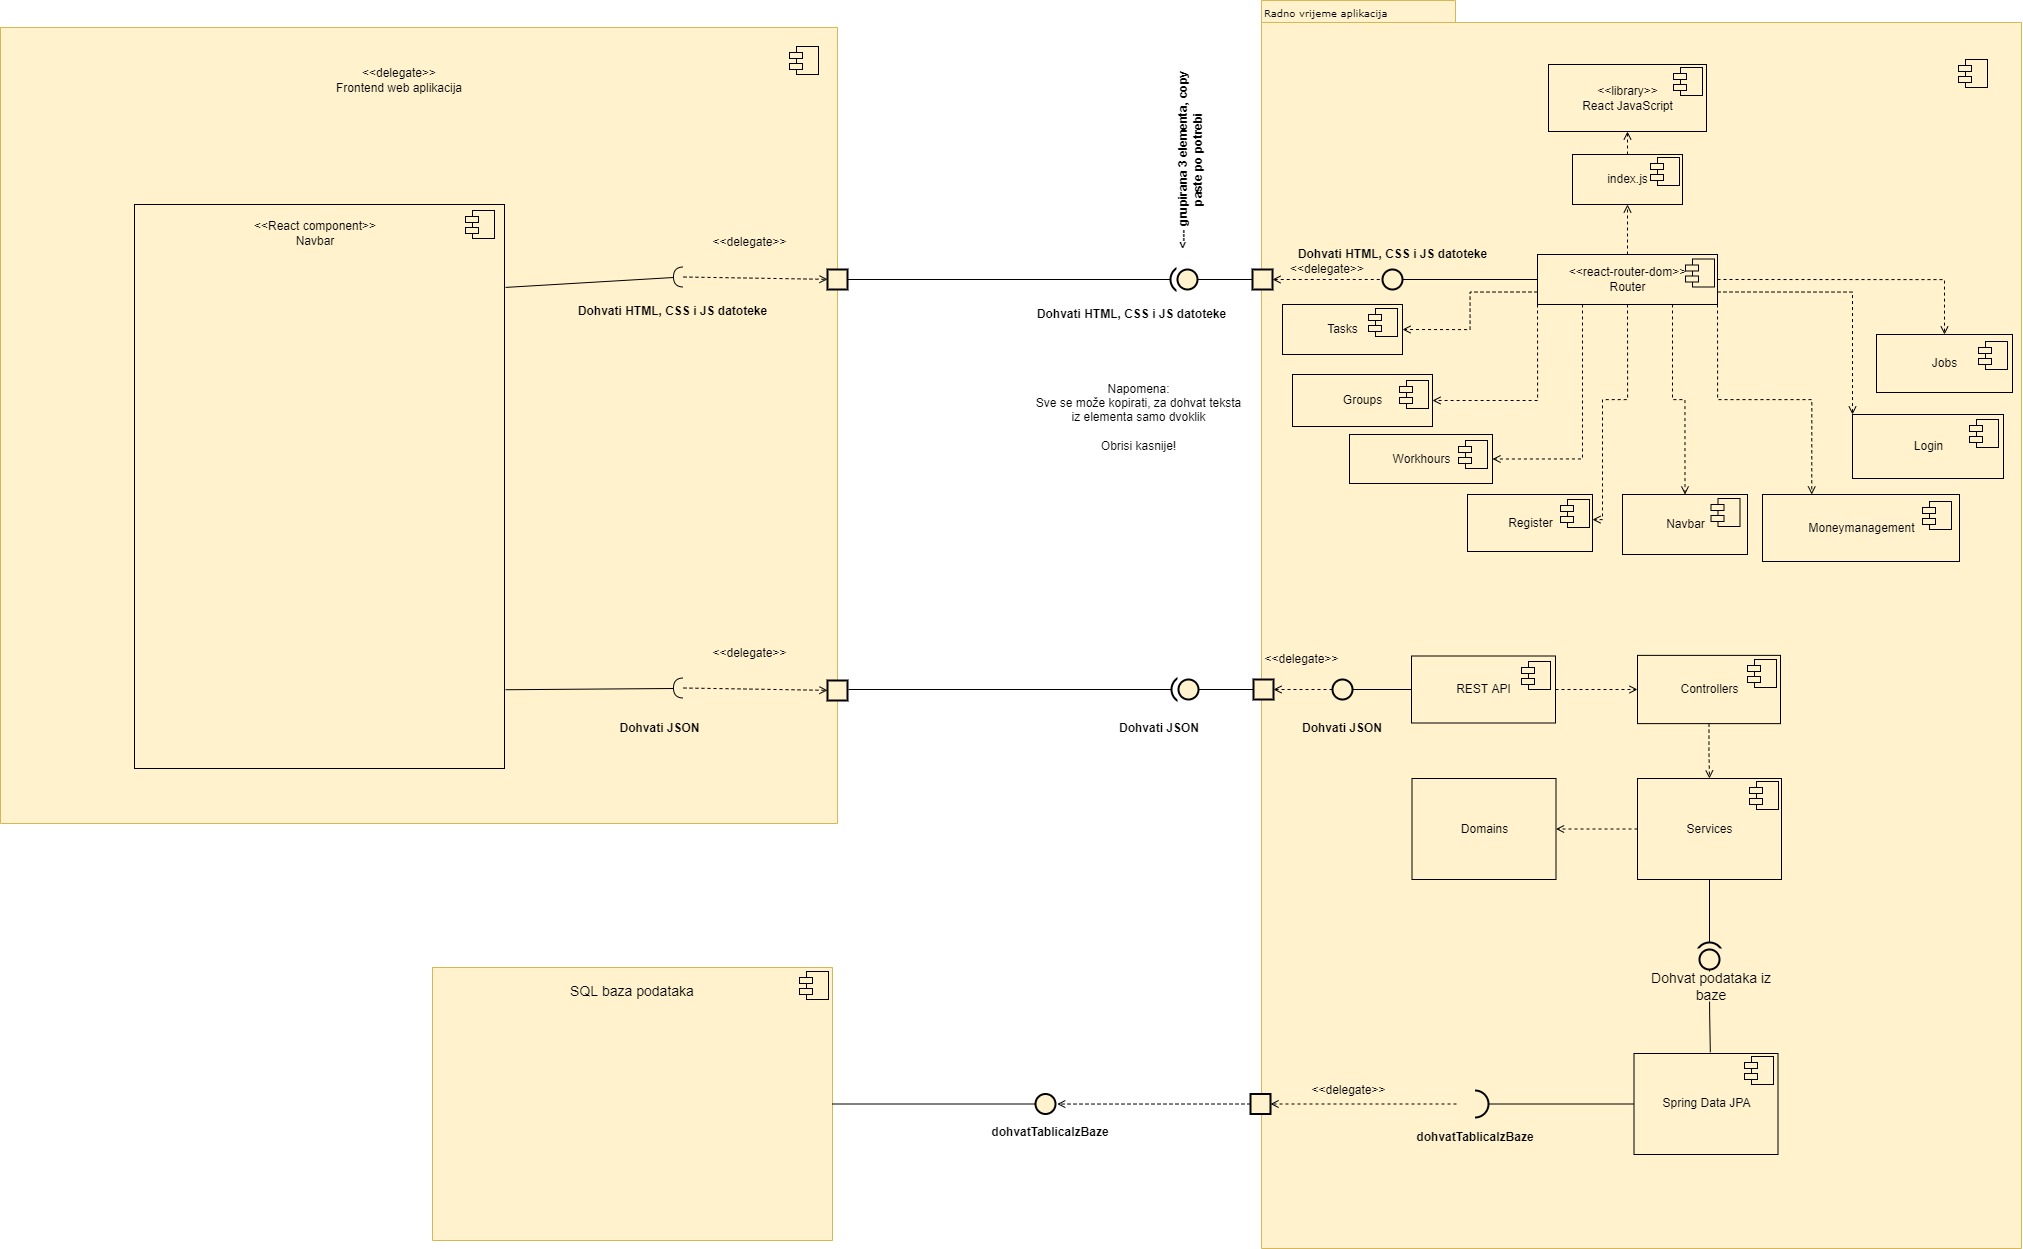 Radno vrijeme aplikacija
<<delegate>>
Frontend web aplikacija
<<React component>>
Navbar
<<delegate>>
Dohvati HTML, CSS i JS datoteke
<<delegate>>
Dohvati JSON
<--- grupirana 3 elementa, copy
paste po potrebi
Dohvati HTML, CSS i JS datoteke
Napomena:
Sve se može kopirati, za dohvat teksta
iz elementa samo dvoklik
Obrisi kasnije!
Dohvati JSON
<<library>>
React JavaScript
index.js
Dohvati HTML, CSS i JS datoteke
<<delegate>>
<<react-router-dom>>
Router
Tasks
Groups
Workhours
Register
Navbar
Moneymanagement
Login
Jobs
<<delegate>>
Dohvati JSON
REST API
Controllers
Domains
Services
Dohvat podataka iz
baze
SQL baza podataka
dohvatTablicaIzBaze
<<delegate>>
dohvatTablicaIzBaze
Spring Data JPA